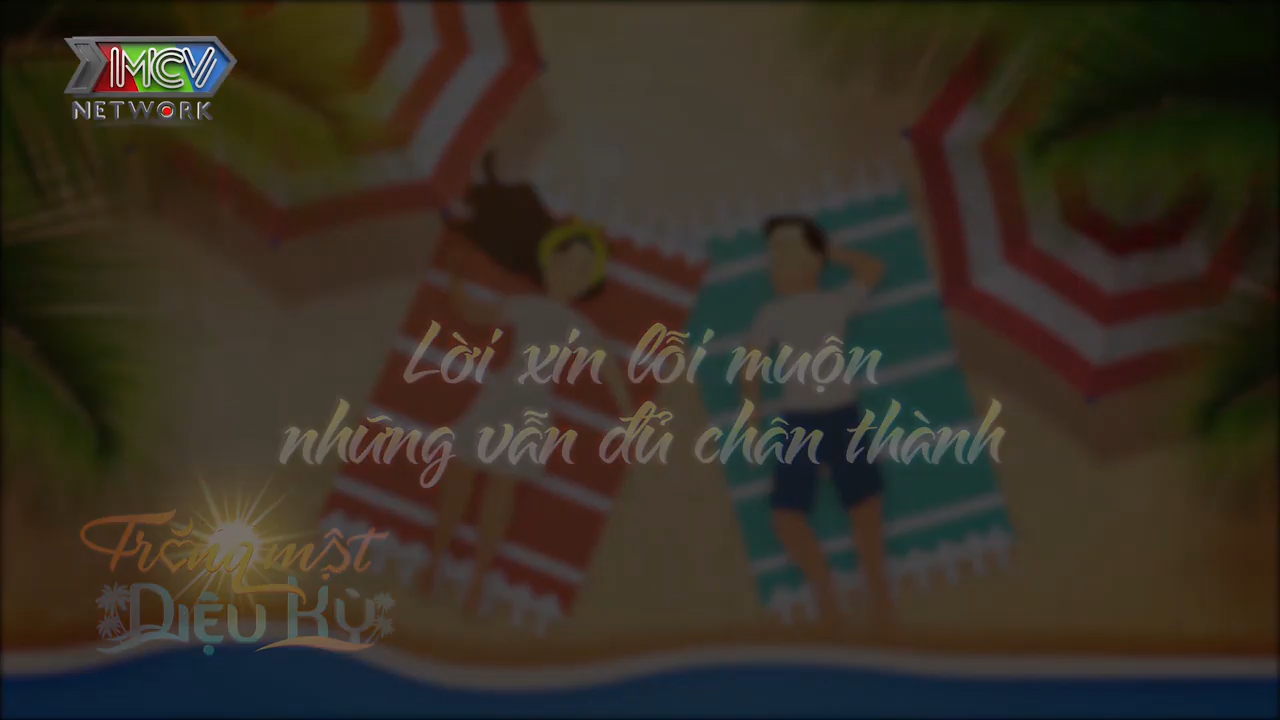 MCV
NETWORK
Lời xin lỗi muộn
nhưng vẫn đủ chân thành
Trăng mật
Diệu Kỳ